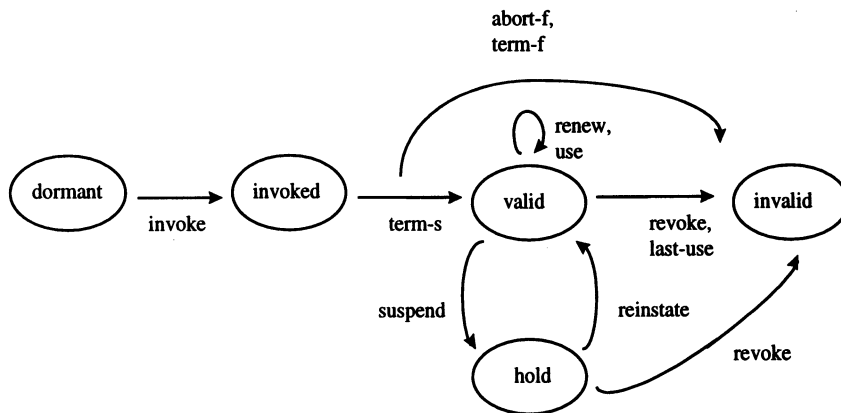 abort-f,
term-f
renew,
use
dormant
invoked
valid
invalid
invoke
term-s
revoke,
last-use
suspend
reinstate
revoke
hold